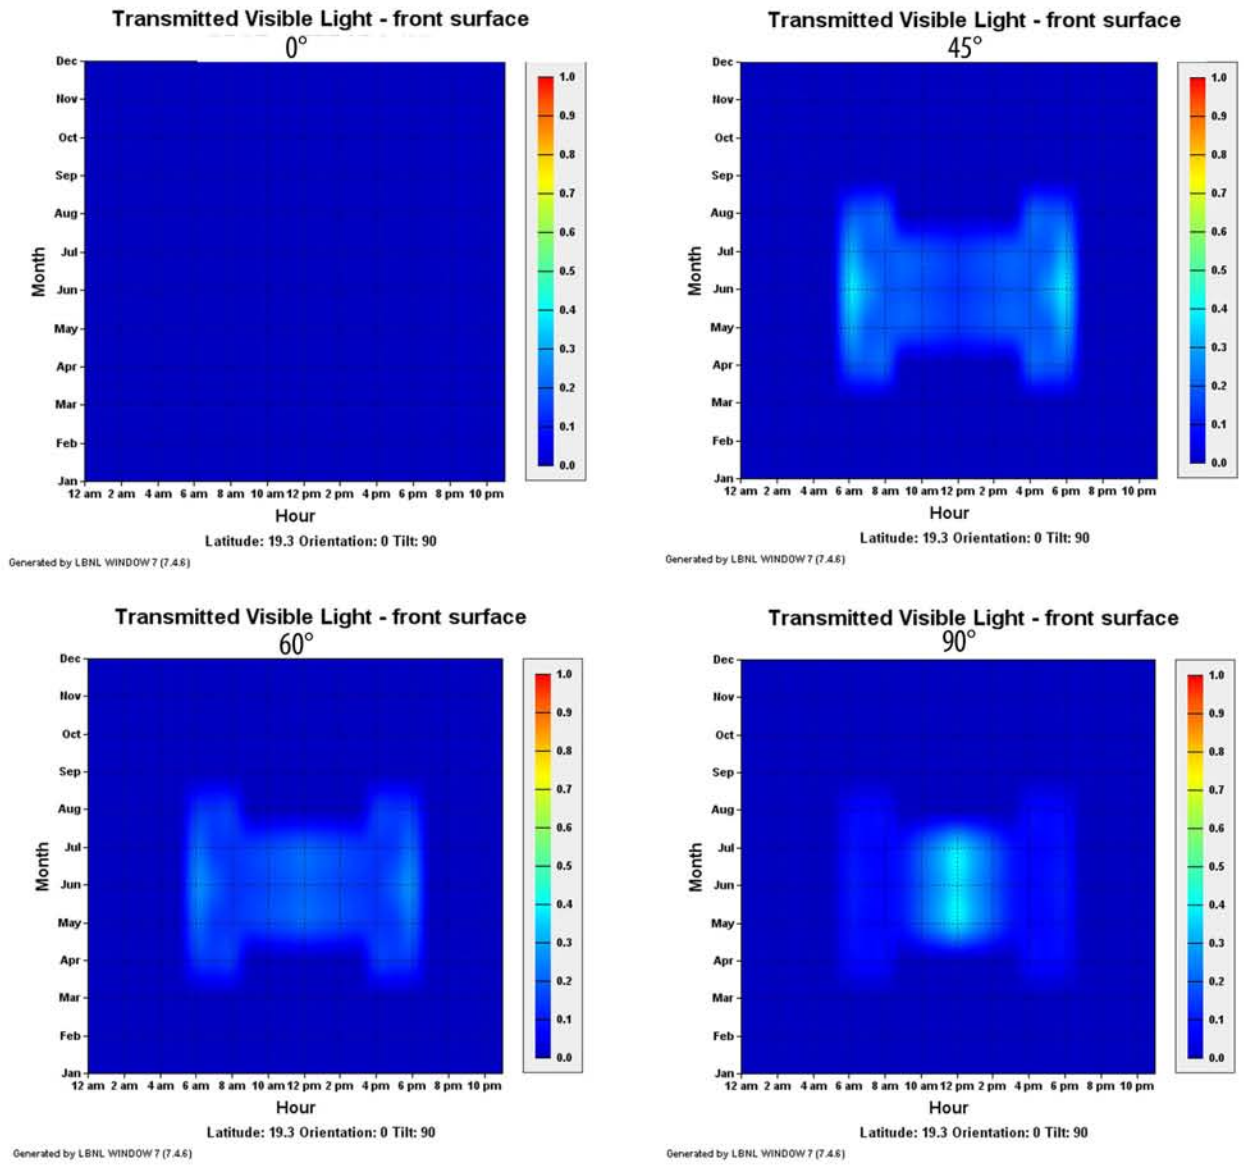 Transmitted Visible Light - front surface
0°
Dec
Nov
Oct
Sep
Aug
Jul
Jun
May
Apr
Mar
Feb
Jan
Month
12 am 2 am 4 am 6 am 8 am 10 am 12 pm 2 pm 4 pm 6 pm 8 pm 10 pm
Hour
1.0
0.9
0.8
0.7
0.6
0.5
0.4
0.3
0.2
0.1
0.0
Latitude: 19.3 Orientation: 0 Tilt: 90
Generated by LBNL WINDOW 7 (7.4.6)
Transmitted Visible Light - front surface
45°
Dec
Nov
Oct
Sep
Aug
Jul
Jun
May
Apr
Mar
Feb
Jan
Month
12 am 2 am 4 am 6 am 8 am 10 am 12 pm 2 pm 4 pm 6 pm 8 pm 10 pm
Hour
1.0
0.9
0.8
0.7
0.6
0.5
0.4
0.3
0.2
0.1
0.0
Latitude: 19.3 Orientation: 0 Tilt: 90
Generated by LBNL WINDOW 7 (7.4.6)
Transmitted Visible Light - front surface
60°
Dec
Nov
Oct
Sep
Aug
Jul
Jun
May
Apr
Mar
Feb
Jan
Month
12 am 2 am 4 am 6 am 8 am 10 am 12 pm 2 pm 4 pm 6 pm 8 pm 10 pm
Hour
1.0
0.9
0.8
0.7
0.6
0.5
0.4
0.3
0.2
0.1
0.0
Latitude: 19.3 Orientation: 0 Tilt: 90
Generated by LBNL WINDOW 7 (7.4.6)
Transmitted Visible Light - front surface
90°
Dec
Nov
Oct
Sep
Aug
Jul
Jun
May
Apr
Mar
Feb
Jan
Month
12 am 2 am 4 am 6 am 8 am 10 am 12 pm 2 pm 4 pm 6 pm 8 pm 10 pm
Hour
1.0
0.9
0.8
0.7
0.6
0.5
0.4
0.3
0.2
0.1
0.0
Latitude: 19.3 Orientation: 0 Tilt: 90
Generated by LBNL WINDOW 7 (7.4.6)